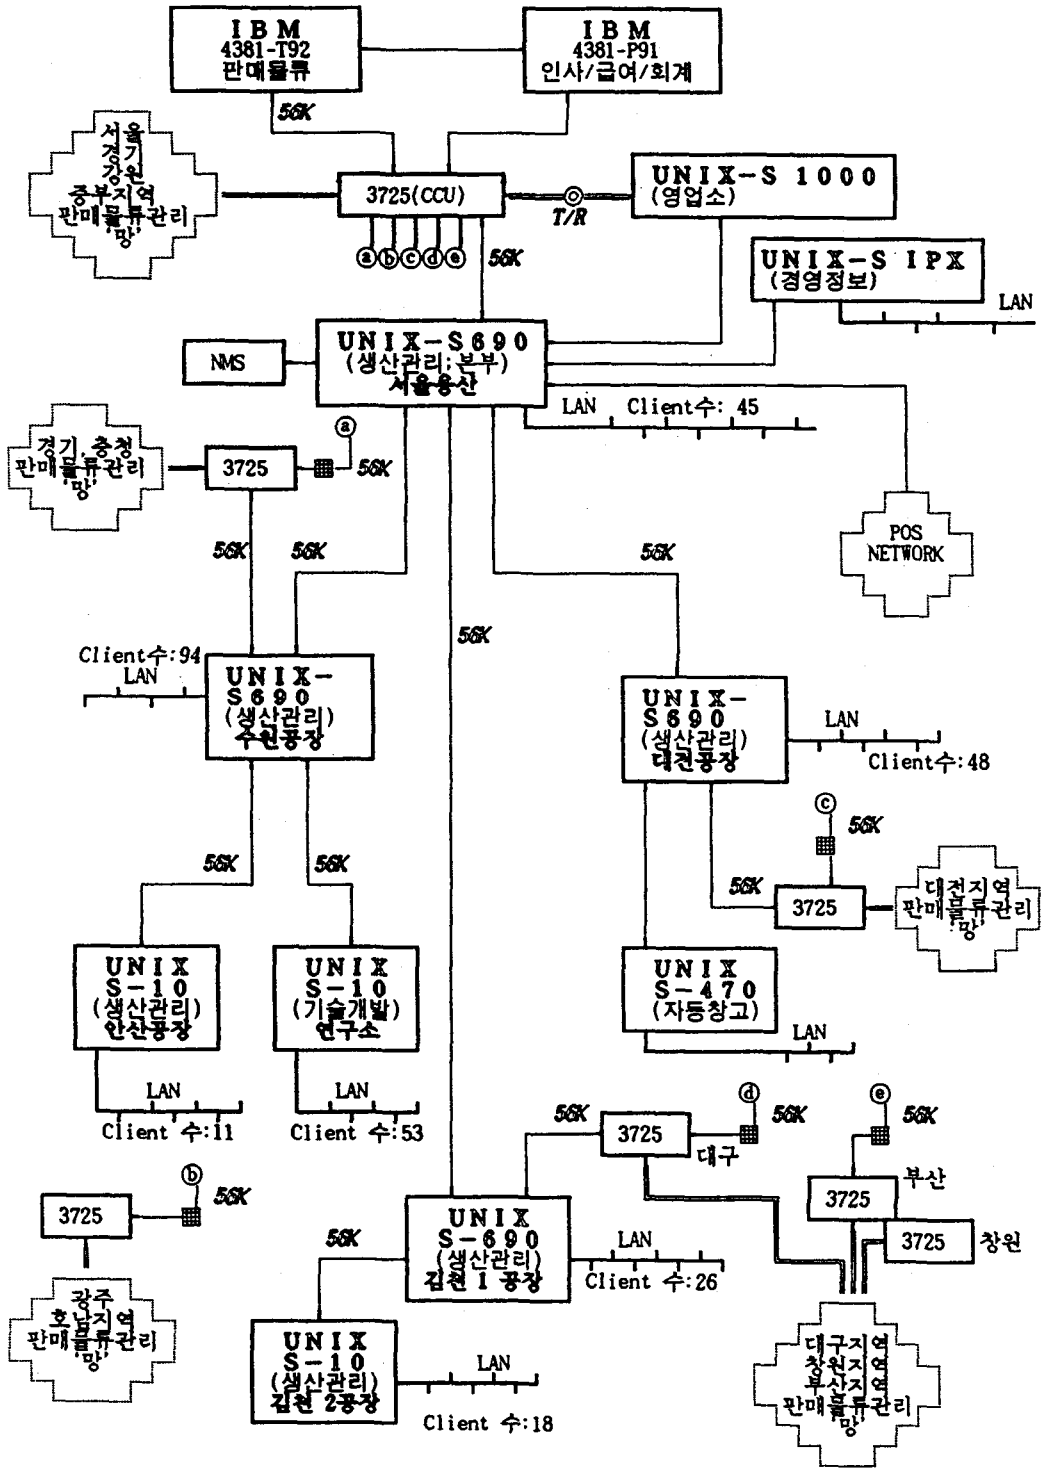 IBM
4381-T92
판매물류
IBM
4381-P91
인사/급여/회계
56K
서울
경기
강원
중부지역
판매물류관리
'망'
3725(CCU)
T/R
UNIX-S 1000
(영업소)
ⓐⓑⓒⓓⓔ
56K
UNIX-S IPX
(경영정보)
LAN
NMS
UNIX-S690
(생산관리;본부)
서울용산
LAN Client수: 45
경기,충청
판매물류관리
'망'
3725
ⓐ
56K
POS
NETWORK
56K
56K
56K
56K
Client수:94
LAN
UNIX-
S690
(생산관리)
수원공장
UNIX-
S690
(생산관리)
대전공장
LAN
Client수:48
ⓒ
56K
56K
56K
56K
3725
대전지역
판매물류관리
'망'
UNIX
S-10
(생산관리)
안산공장
UNIX
S-10
(기술개발)
연구소
UNIX
S-470
(자동창고)
LAN
LAN
Client 수:11
LAN
Client 수:53
56K
3725
대구
ⓓ
56K
ⓔ
56K
부산
3725
3725
창원
ⓑ
56K
3725
광주
호남지역
판매물류관리
'망'
UNIX
S-690
(생산관리)
김천 1 공장
56K
LAN
Client 수:26
UNIX
S-10
(생산관리)
김천 2공장
LAN
Client 수:18
대구지역
창원지역
부산지역
판매물류관리
'망'